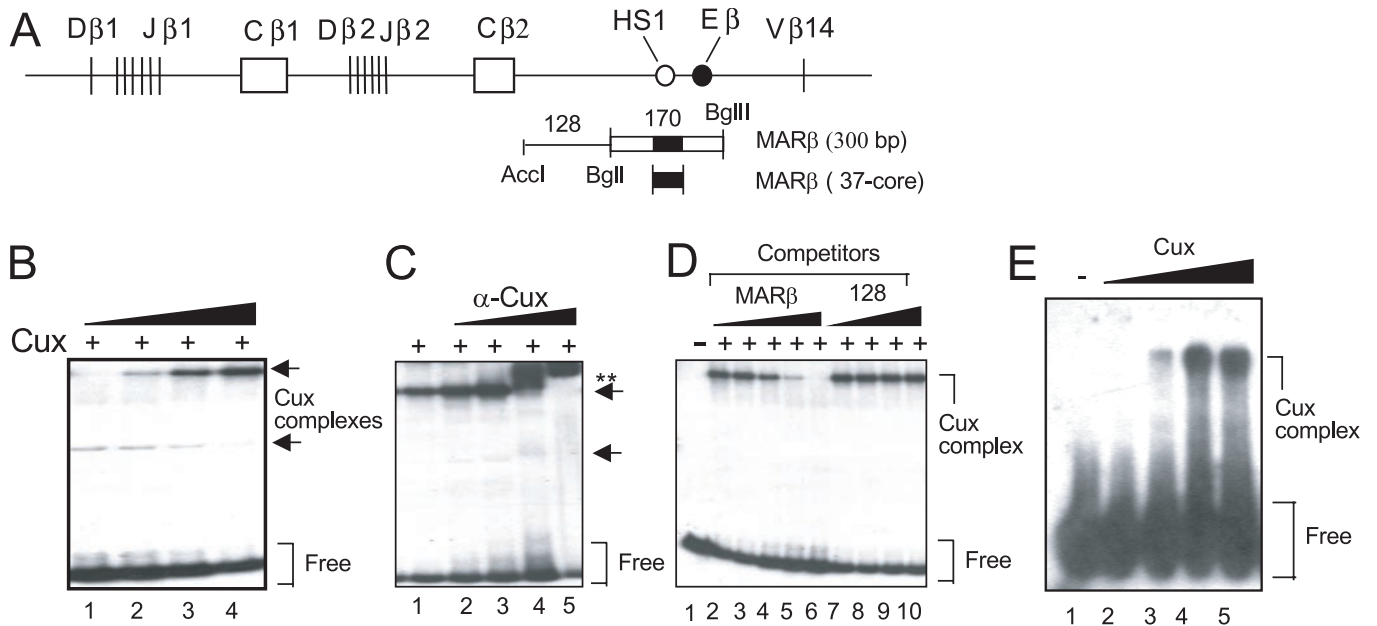 A
Dβ1 Jβ1 Cβ1 Dβ2 Jβ2 Cβ2 HS1 Eβ Vβ14
128 170 BglII
MARβ (300 bp)
AccI BglI
MARβ ( 37-core)
B
Cux + + + +
Cux
complexes
Free
1 2 3 4
C
α-Cux
+ + + + +
**
Free
1 2 3 4 5
D
Competitors
MARβ 128
- + + + + + + + + +
Cux
complex
Free
1 2 3 4 5 6 7 8 9 10
E
Cux
-
Cux
complex
Free
1 2 3 4 5